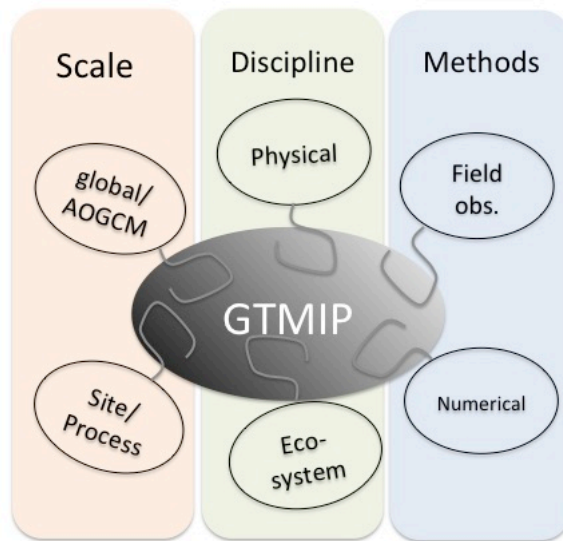 Scale
Discipline
Methods
global/
AOGCM
Physical
Field
obs.
GTMIP
Site/
Process
Eco-
system
Numerical